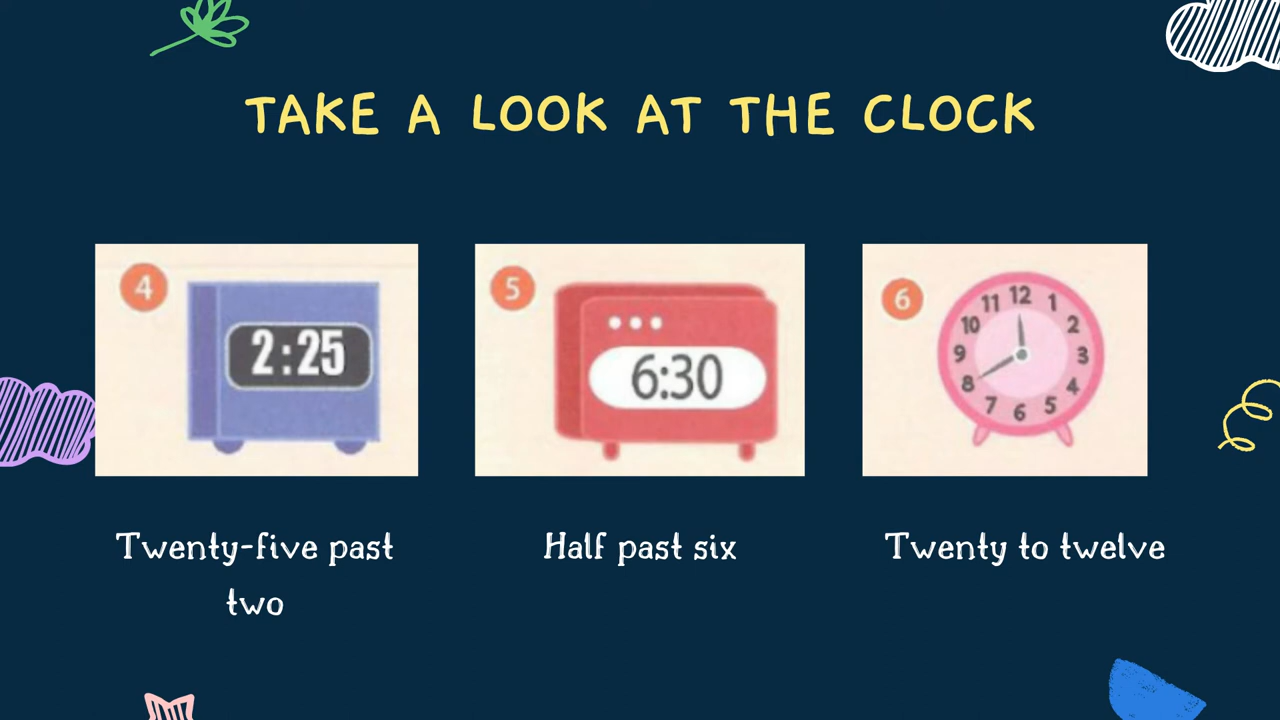 TAKE A LOOK AT THE CLOCK
4
2:25
5
6:30
6
12
11 1
10 2
9 3
8 4
7 5
6
Twenty-five past
two
Half past six
Twenty to twelve